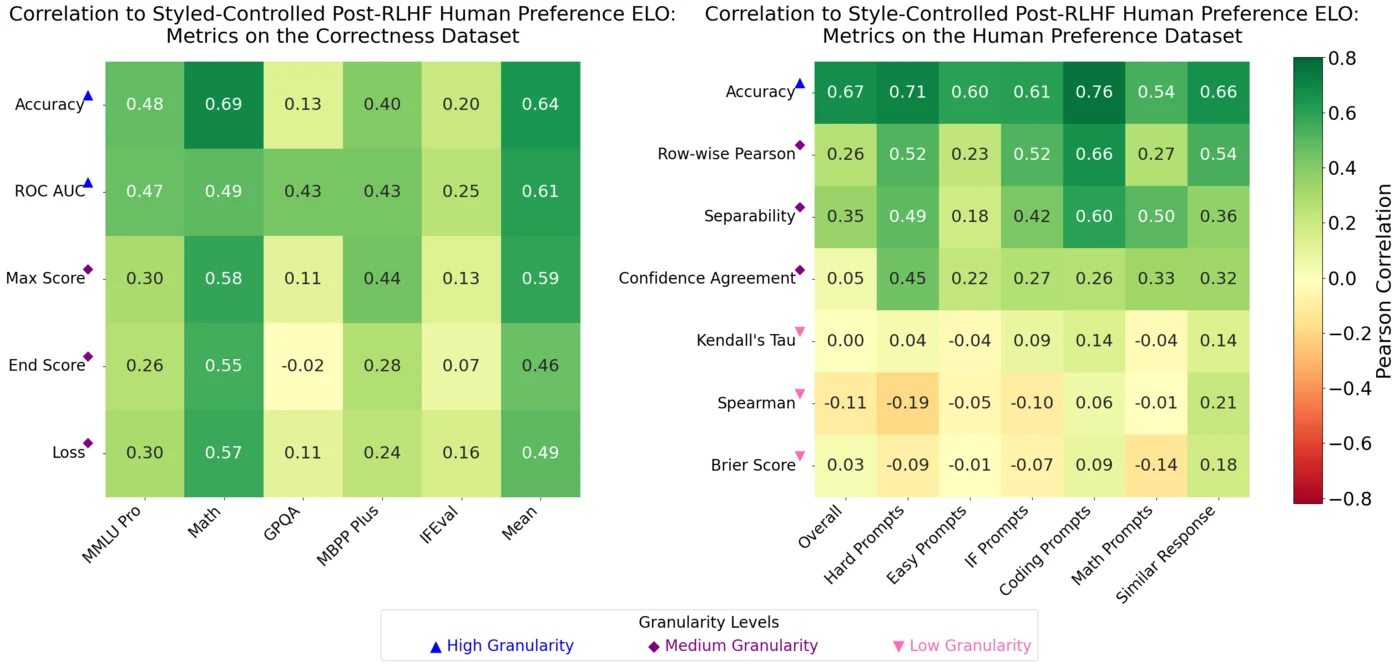 Correlation to Styled-Controlled Post-RLHF Human Preference ELO:
Metrics on the Correctness Dataset
Accuracy 0.48 0.69 0.13 0.40 0.20 0.64
ROC AUC 0.47 0.49 0.43 0.43 0.25 0.61
Max Score 0.30 0.58 0.11 0.44 0.13 0.59
End Score 0.26 0.55 -0.02 0.28 0.07 0.46
Loss 0.30 0.57 0.11 0.24 0.16 0.49
MMLU Pro Math GPQA MBPP Plus IFEval Mean
Correlation to Style-Controlled Post-RLHF Human Preference ELO:
Metrics on the Human Preference Dataset
Accuracy 0.67 0.71 0.60 0.61 0.76 0.54 0.66
Row-wise Pearson 0.26 0.52 0.23 0.52 0.66 0.27 0.54
Separability 0.35 0.49 0.18 0.42 0.60 0.50 0.36
Confidence Agreement 0.05 0.45 0.22 0.27 0.26 0.33 0.32
Kendall's Tau 0.00 0.04 -0.04 0.09 0.14 -0.04 0.14
Spearman -0.11 -0.19 -0.05 -0.10 0.06 -0.01 0.21
Brier Score 0.03 -0.09 -0.01 -0.07 0.09 -0.14 0.18
Overall Hard Prompts Easy Prompts IF Prompts Coding Prompts Math Prompts Similar Response
0.8
0.6
0.4
0.2
0.0
−0.2
−0.4
−0.6
−0.8
Pearson Correlation
Granularity Levels
High Granularity Medium Granularity Low Granularity